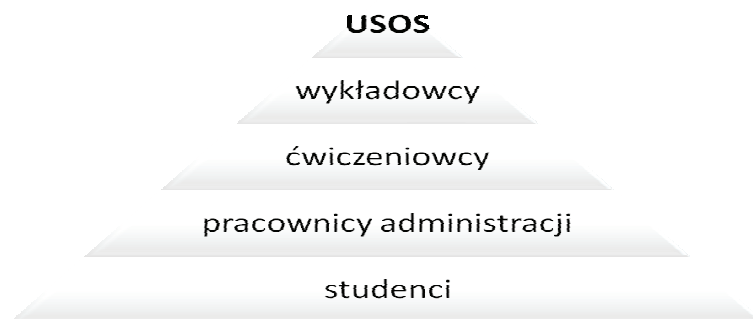 USOS
wykładowcy
ćwiczeniowcy
pracownicy administracji
studenci